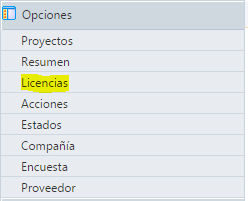 Opciones
Proyectos
Resumen
Licencias
Acciones
Estados
Compañía
Encuesta
Proveedor